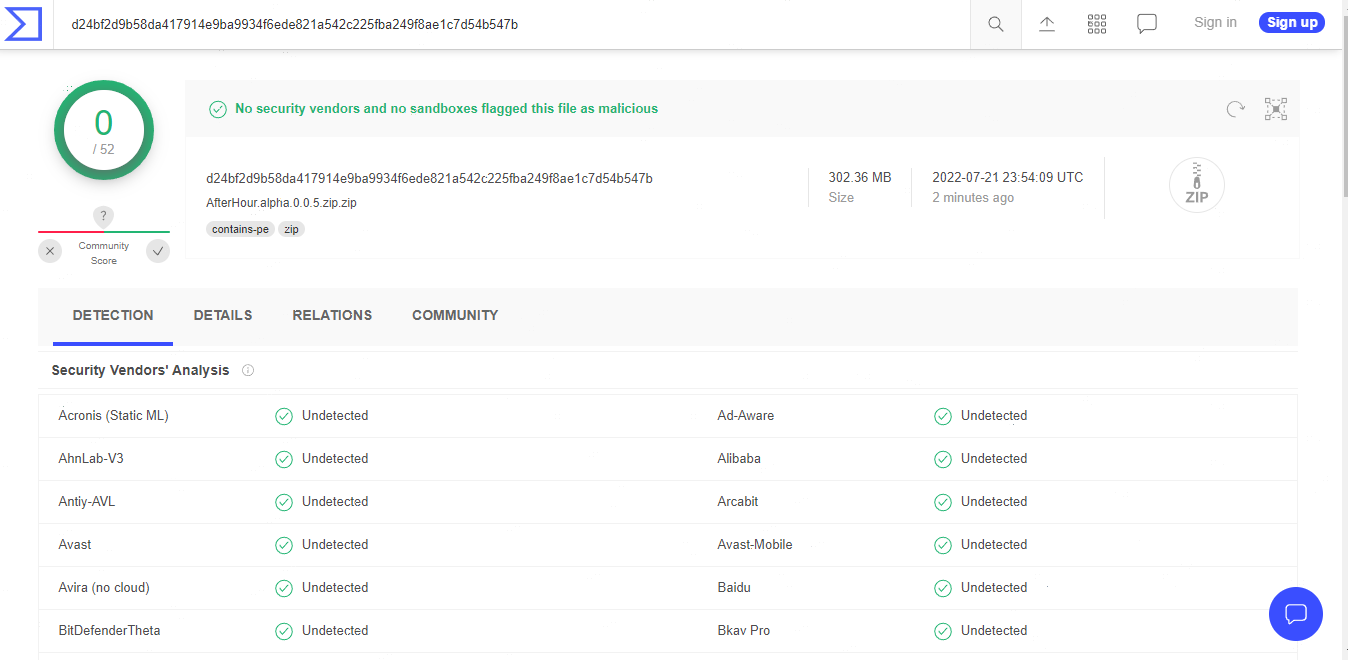 d24bf2d9b58da417914e9ba9934f6ede821a542c225fba249f8ae1c7d54b547b
Sign in
Sign up
0
/ 52
No security vendors and no sandboxes flagged this file as malicious
d24bf2d9b58da417914e9ba9934f6ede821a542c225fba249f8ae1c7d54b547b
AfterHour.alpha.0.0.5.zip.zip
contains-pe zip
302.36 MB
Size
2022-07-21 23:54:09 UTC
2 minutes ago
ZIP
?
Community
Score
DETECTION DETAILS RELATIONS COMMUNITY
Security Vendors' Analysis
Acronis (Static ML) Undetected Ad-Aware Undetected
AhnLab-V3 Undetected Alibaba Undetected
Antiy-AVL Undetected Arcabit Undetected
Avast Undetected Avast-Mobile Undetected
Avira (no cloud) Undetected Baidu Undetected
BitDefenderTheta Undetected Bkav Pro Undetected